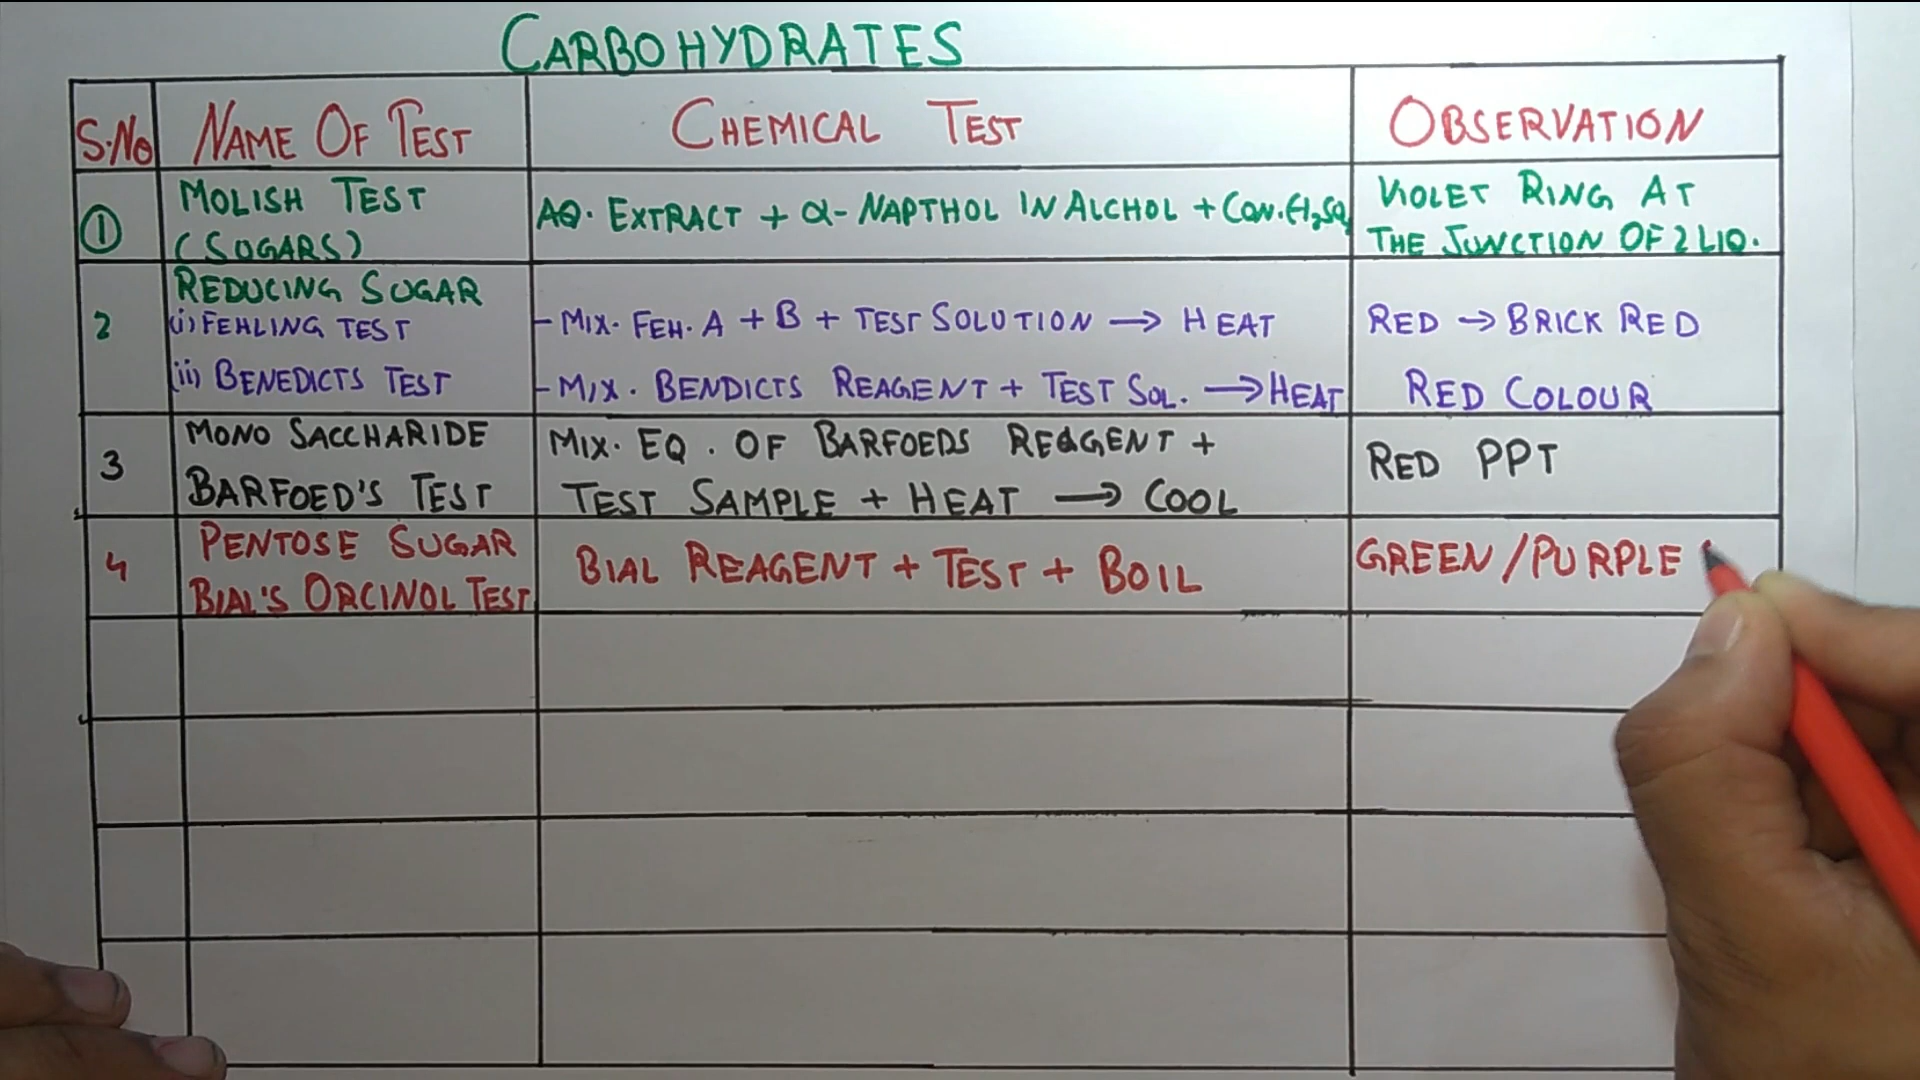 CARBOHYDRATES
S.No NAME OF TEST CHEMICAL TEST OBSERVATION
1 MOLISH TEST
(SUGARS)
AQ. EXTRACT + α-NAPTHOL IN ALCHOL + CON. H2SO4
VIOLET RING AT
THE JUNCTION OF 2 LIQ.
2 REDUCING SUGAR
(i) FEHLING TEST
- MIX. FEH. A + B + TEST SOLUTION → HEAT
RED → BRICK RED
(ii) BENEDICTS TEST
- MIX. BENDICTS REAGENT + TEST SOL. → HEAT
RED COLOUR
3 MONO SACCHARIDE
BARFOED'S TEST
MIX. EQ. OF BARFOEDS REAGENT +
TEST SAMPLE + HEAT → COOL
RED PPT
4 PENTOSE SUGAR
BIAL'S ORCINOL TEST
BIAL REAGENT + TEST + BOIL
GREEN/PURPLE